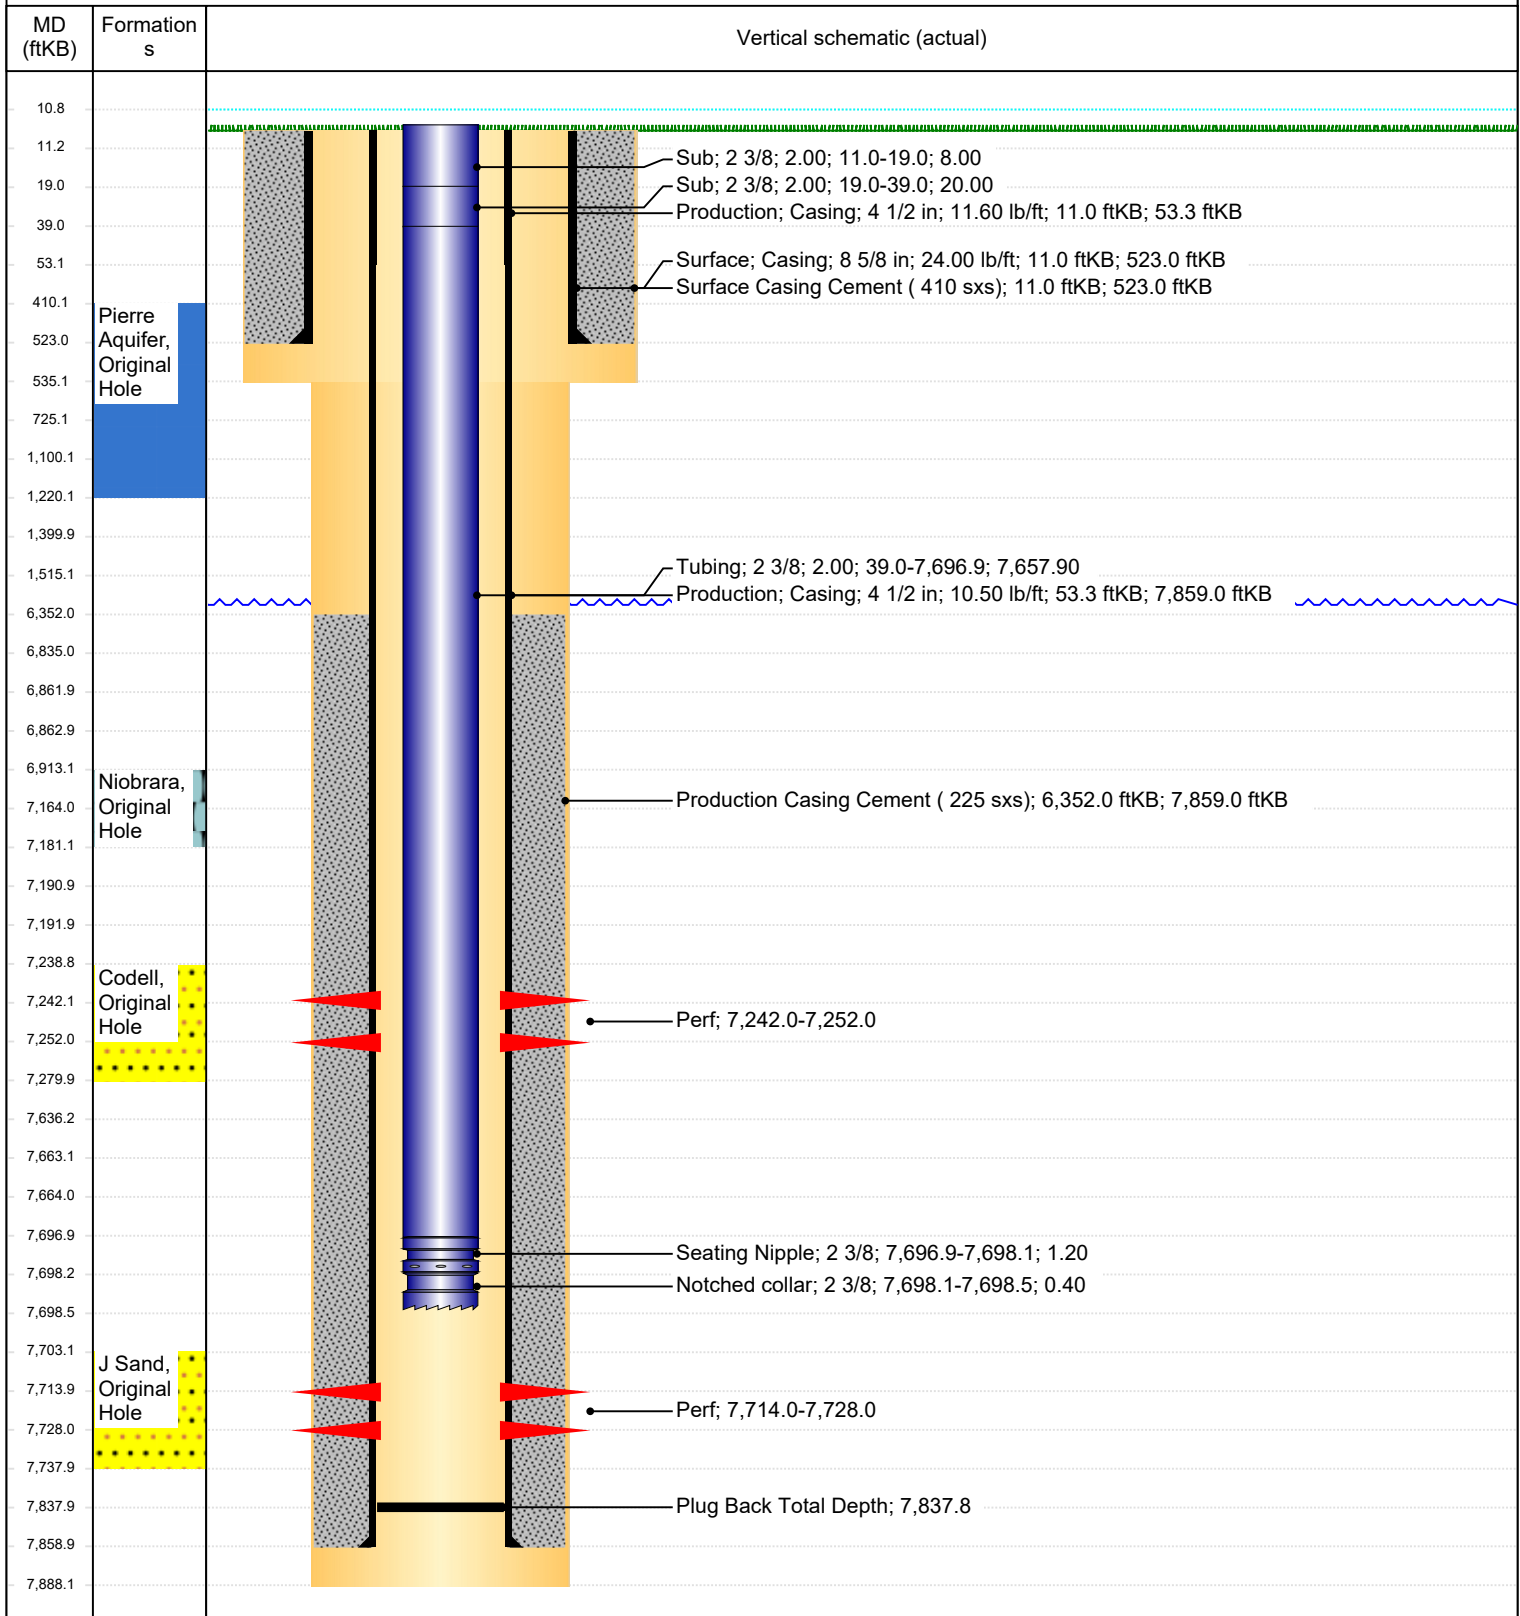 MD
(ftKB)
Formation
s
Vertical schematic (actual)
10.8
11.2
19.0
39.0
53.1
410.1
523.0
535.1
725.1
1,100.1
1,220.1
1,399.9
1,515.1
6,352.0
6,835.0
6,861.9
6,862.9
6,913.1
7,164.0
7,181.1
7,190.9
7,191.9
7,238.8
7,242.1
7,252.0
7,279.9
7,636.2
7,663.1
7,664.0
7,696.9
7,698.2
7,698.5
7,703.1
7,713.9
7,728.0
7,737.9
7,837.9
7,858.9
7,888.1
Pierre
Aquifer,
Original
Hole
Niobrara,
Original
Hole
Codell,
Original
Hole
J Sand,
Original
Hole
Sub; 2 3/8; 2.00; 11.0-19.0; 8.00
Sub; 2 3/8; 2.00; 19.0-39.0; 20.00
Production; Casing; 4 1/2 in; 11.60 lb/ft; 11.0 ftKB; 53.3 ftKB
Surface; Casing; 8 5/8 in; 24.00 lb/ft; 11.0 ftKB; 523.0 ftKB
Surface Casing Cement ( 410 sxs); 11.0 ftKB; 523.0 ftKB
Tubing; 2 3/8; 2.00; 39.0-7,696.9; 7,657.90
Production; Casing; 4 1/2 in; 10.50 lb/ft; 53.3 ftKB; 7,859.0 ftKB
Production Casing Cement ( 225 sxs); 6,352.0 ftKB; 7,859.0 ftKB
Perf; 7,242.0-7,252.0
Seating Nipple; 2 3/8; 7,696.9-7,698.1; 1.20
Notched collar; 2 3/8; 7,698.1-7,698.5; 0.40
Perf; 7,714.0-7,728.0
Plug Back Total Depth; 7,837.8